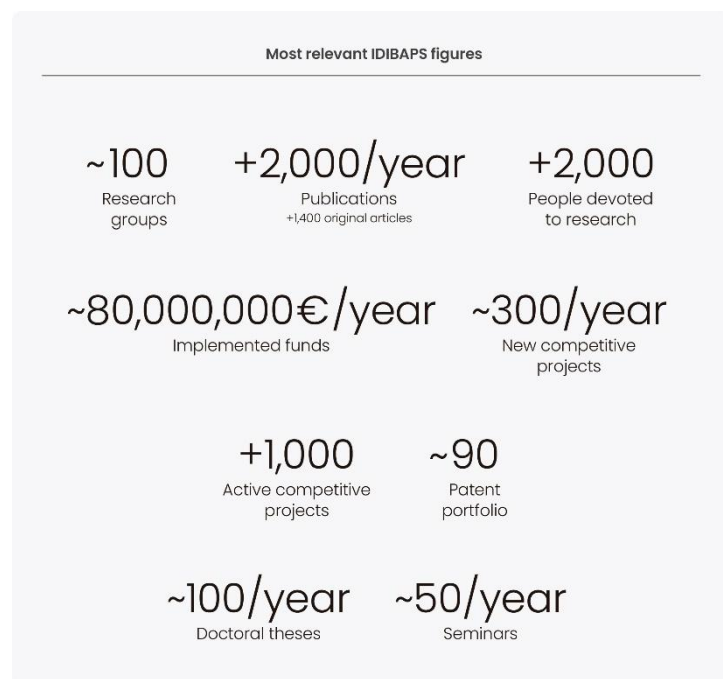 Most relevant IDIBAPS figures
~100
Research
groups
+2,000/year
Publications
+1,400 original articles
+2,000
People devoted
to research
~80,000,000€/year
Implemented funds
~300/year
New competitive
projects
+1,000
Active competitive
projects
~90
Patent
portfolio
~100/year
Doctoral theses
~50/year
Seminars